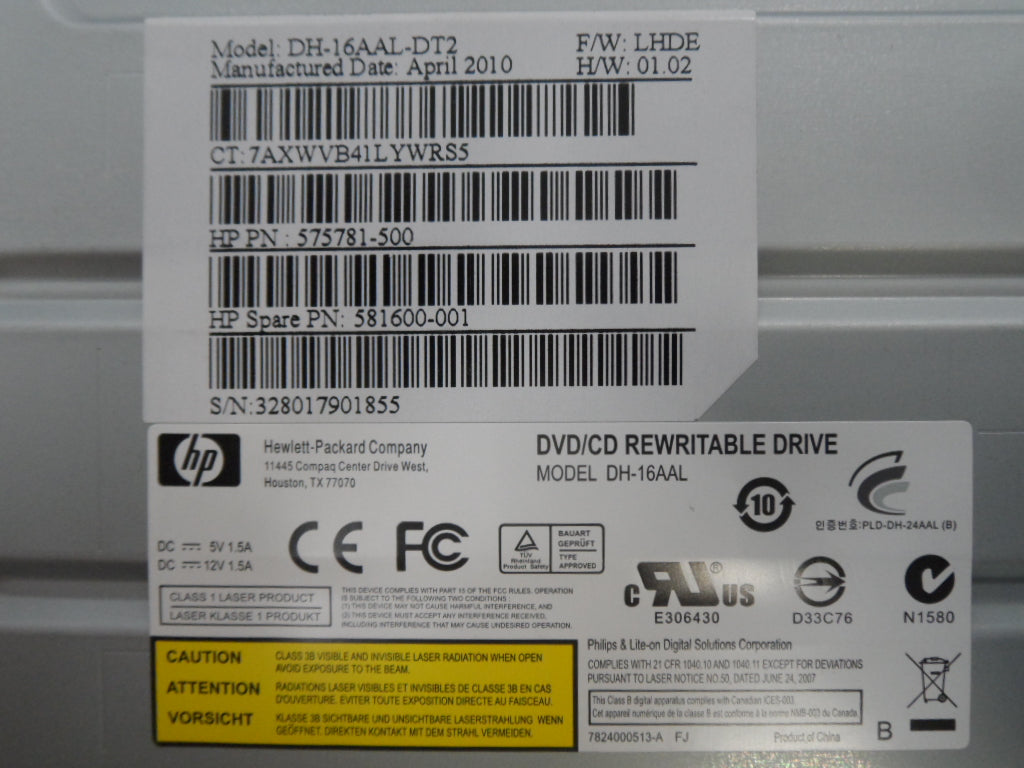 Model: DH-16AAL-DT2 F/W: LHDE
Manufactured Date: April 2010 H/W: 01.02
CT: 7AXWVB41LYWRS5
HP PN : 575781-500
HP Spare PN: 581600-001
S/N:328017901855
hp
Hewlett-Packard Company
11445 Compaq Center Drive West,
Houston, TX 77070
DVD/CD REWRITABLE DRIVE
MODEL DH-16AAL
10
인증번호:PLD-DH-24AAL (B)
DC 5V 1.5A
DC 12V 1.5A
CE FC
TÜV
Rheinland
Product Safety
BAUART
GEPRÜFT
TYPE
APPROVED
c RU ® US
E306430
D33C76
N1580
CLASS 1 LASER PRODUCT
LASER KLASSE 1 PRODUKT
THIS DEVICE COMPLIES WITH PART 15 OF THE FCC RULES. OPERATION
IS SUBJECT TO THE FOLLOWING TWO CONDITIONS:
(1) THIS DEVICE MAY NOT CAUSE HARMFUL INTERFERENCE, AND
(2) THIS DEVICE MUST ACCEPT ANY INTERFERENCE RECEIVED,
INCLUDING INTERFERENCE THAT MAY CAUSE UNDESIRED OPERATION.
CAUTION CLASS 3B VISIBLE AND INVISIBLE LASER RADIATION WHEN OPEN
AVOID EXPOSURE TO THE BEAM.
ATTENTION RADIATIONS LASER VISIBLES ET INVISIBLES DE CLASSE 3B EN CAS
D'OUVERTURE. EVITER TOUTE EXPOSITION DIRECTE AU FAISCEAU.
VORSICHT KLASSE 3B SICHTBARE UND UNSICHTBARE LASERSTRAHLUNG WENN
GEÖFFNET. DIREKTEN KONTAKT MIT DEM STRAHL VERMEIDEN.
Philips & Lite-on Digital Solutions Corporation
COMPLIES WITH 21 CFR 1040.10 AND 1040.11 EXCEPT FOR DEVIATIONS
PURSUANT TO LASER NOTICE NO.50, DATED JUNE 24, 2007
This Class B digital apparatus complies with Canadian ICES-003.
Cet appareil numérique de la classe B est conforme à la norme NMB-003 du Canada.
7824000513-A FJ Product of China B